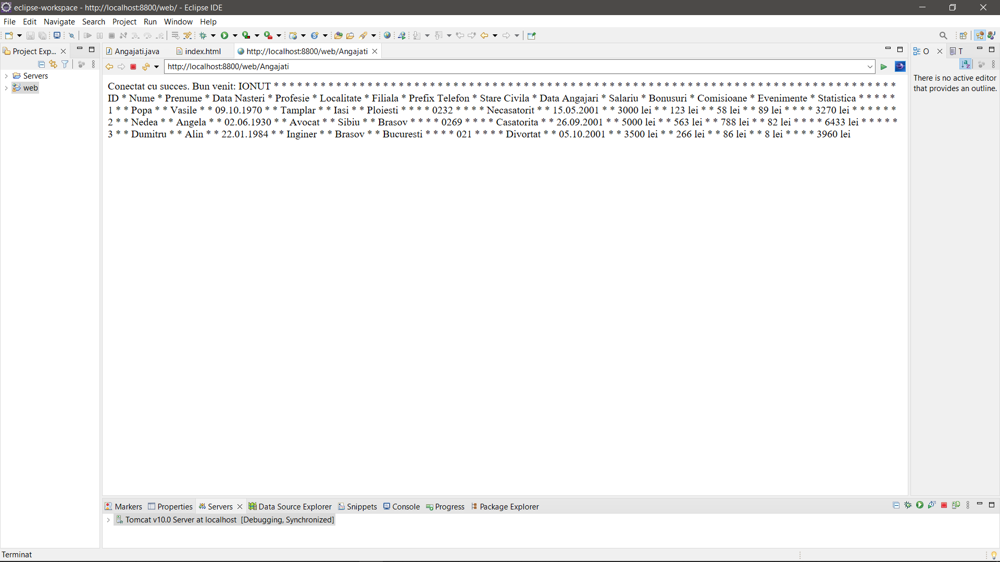 eclipse-workspace - http://localhost:8800/web/ - Eclipse IDE
File Edit Navigate Search Project Run Window Help
Project Exp...
Angajati.java index.html http://localhost:8800/web/Angajati
O T
http://localhost:8800/web/Angajati
Servers
web
There is no active editor
that provides an outline.
Conectat cu succes. Bun venit: IONUT * * * * * * * * * * * * * * * * * * * * * * * * * * * * * * * * * * * * * * * * * * * * * * * * * * * * * * * * * * * * * * * * * * * * * * * * * * * * * * * *
ID * Nume * Prenume * Data Nasteri * Profesie * Localitate * Filiala * Prefix Telefon * Stare Civila * Data Angajari * Salariu * Bonusuri * Comisioane * Evenimente * Statistica * * * * *
1 * * Popa * * Vasile * * 09.10.1970 * * Tamplar * * Iasi * * Ploiesti * * * * 0232 * * * * Necasatorit * * 15.05.2001 * * 3000 lei * * 123 lei * * 58 lei * * 89 lei * * * * 3270 lei * * * * * *
2 * * Nedea * * Angela * * 02.06.1930 * * Avocat * * Sibiu * * Brasov * * * * 0269 * * * * Casatorita * * 26.09.2001 * * 5000 lei * * 563 lei * * 788 lei * * 82 lei * * * * 6433 lei * * * * *
3 * * Dumitru * * Alin * * 22.01.1984 * * Inginer * * Brasov * * Bucuresti * * * * 021 * * * * Divortat * * 05.10.2001 * * 3500 lei * * 266 lei * * 86 lei * * 8 lei * * * * 3960 lei
Markers Properties Servers Data Source Explorer Snippets Console Progress Package Explorer
Tomcat v10.0 Server at localhost [Debugging, Synchronized]
Terminat